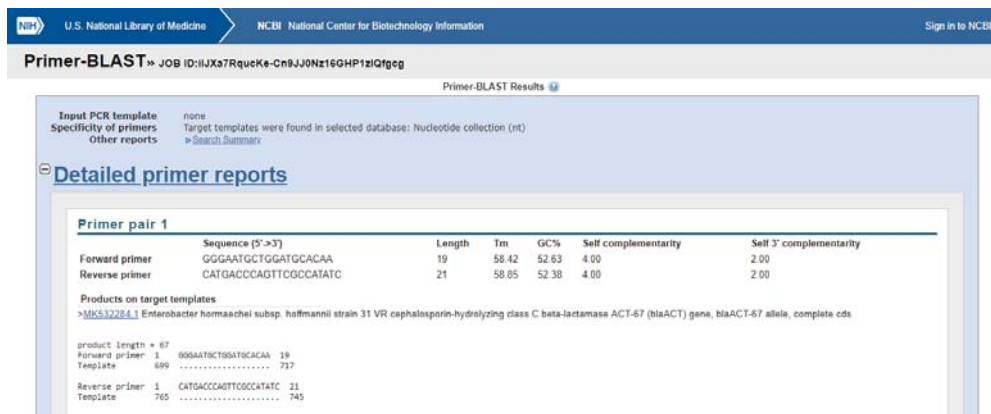 NIH U.S. National Library of Medicine NCBI National Center for Biotechnology Information Sign in to NCBI
Primer-BLAST» JOB ID:
Primer-BLAST Results
Input PCR template none
Specificity of primers Target templates were found in selected database: Nucleotide collection (nt)
Other reports Search Summary
Detailed primer reports
Primer pair 1
Sequence (5'->3') Length Tm GC% Self complementarity Self 3' complementarity
Forward primer GGGAATGCTGGATGCACAA 19 58.42 52.63 4.00 2.00
Reverse primer CATGACCCAGTTCGCCATATC 21 58.85 52.38 4.00 2.00
Products on target templates
>MK532284.1 Enterobacter hormaechei subsp. hoffmannii strain 31 VR cephalosporin-hydrolyzing class C beta-lactamase ACT-67 (blaACT) gene, blaACT-67 allele, complete cds
product length = 67
Forward primer 1 GGGAATGCTGGATGCACAA 19
Template 699 ................... 717
Reverse primer 1 CATGACCCAGTTCGCCATATC 21
Template 765 ..................... 745